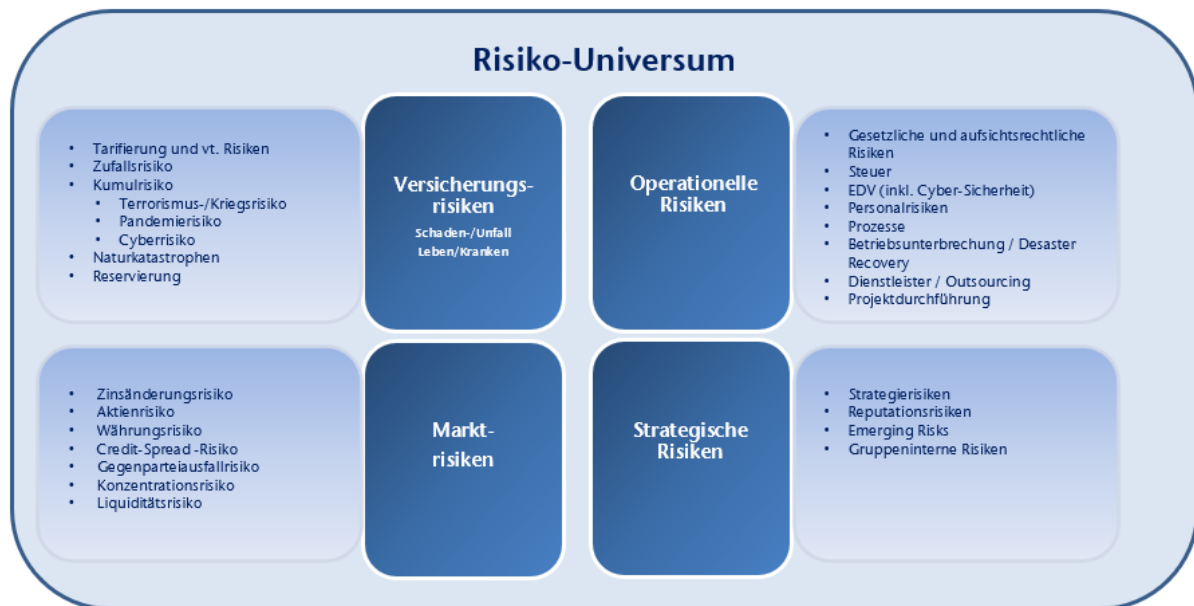 Risiko-Universum
• Tarifierung und vt. Risiken
• Zufallsrisiko
• Kumulrisiko
• Terrorismus-/Kriegsrisiko
• Pandemierisiko
• Cyberrisiko
• Naturkatastrophen
• Reservierung
Versicherungs-
risiken
Schaden-/Unfall
Leben/Kranken
Operationelle
Risiken
• Gesetzliche und aufsichtsrechtliche
Risiken
• Steuer
• EDV (inkl. Cyber-Sicherheit)
• Personalrisiken
• Prozesse
• Betriebsunterbrechung / Desaster
Recovery
• Dienstleister / Outsourcing
• Projektdurchführung
• Zinsänderungsrisiko
• Aktienrisiko
• Währungsrisiko
• Credit-Spread -Risiko
• Gegenparteiausfallrisiko
• Konzentrationsrisiko
• Liquiditätsrisiko
Markt-
risiken
Strategische
Risiken
• Strategierisiken
• Reputationsrisiken
• Emerging Risks
• Gruppeninterne Risiken